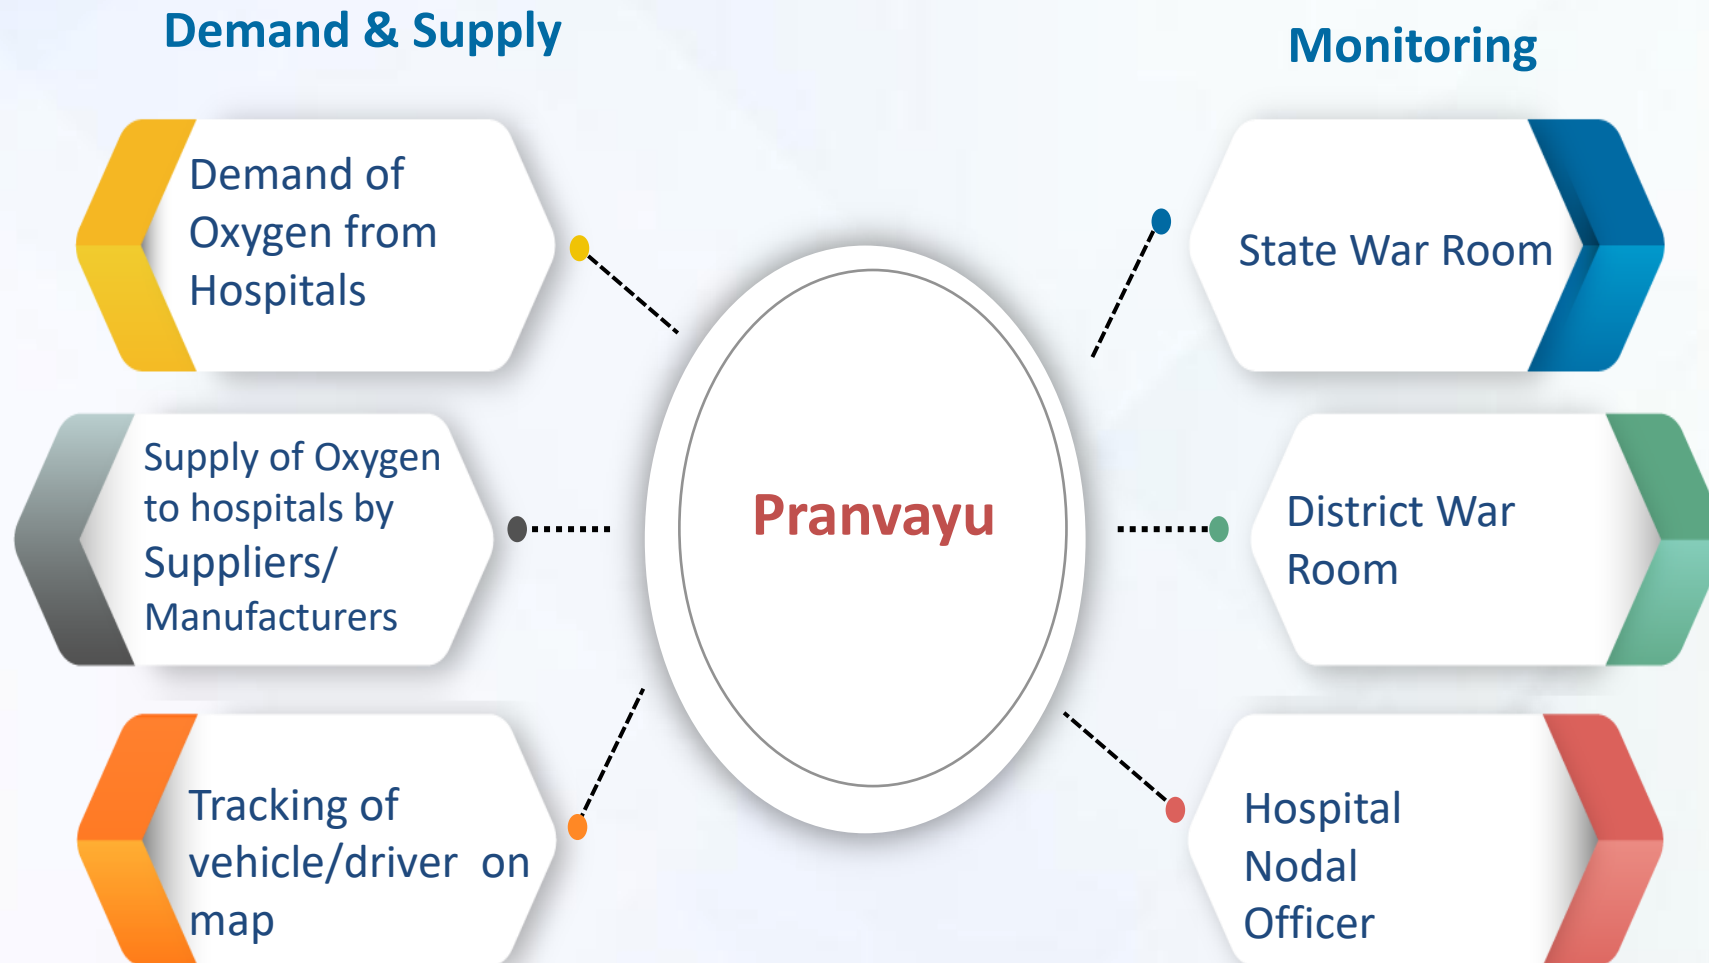 Demand & Supply
Demand of
Oxygen from
Hospitals
Supply of Oxygen
to hospitals by
Suppliers/
Manufacturers
Tracking of
vehicle/driver on
map
Pranvayu
Monitoring
State War Room
District War
Room
Hospital
Nodal
Officer